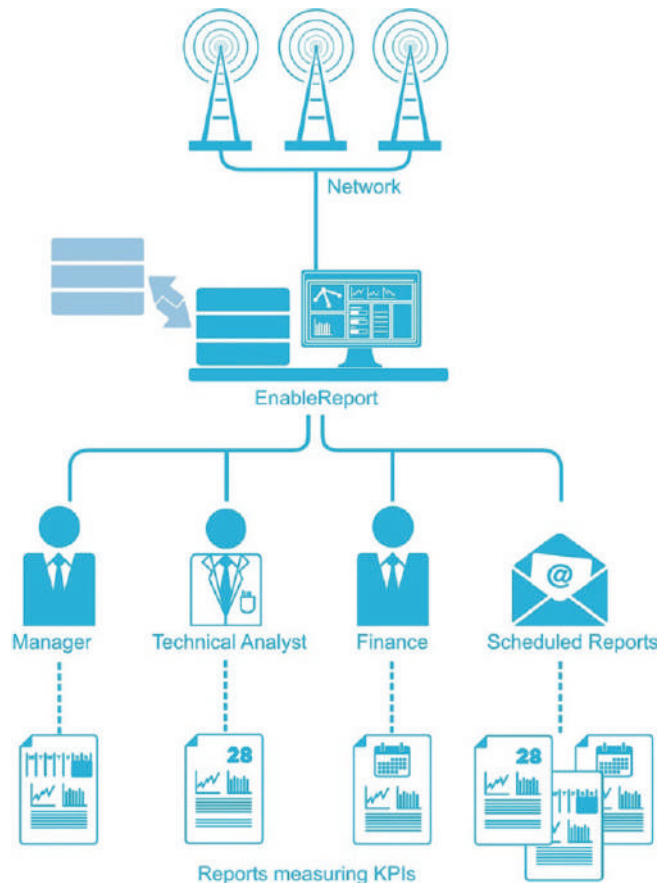 Network
EnableReport
Manager
Technical Analyst
Finance
Scheduled Reports
@
28
28
Reports measuring KPIs